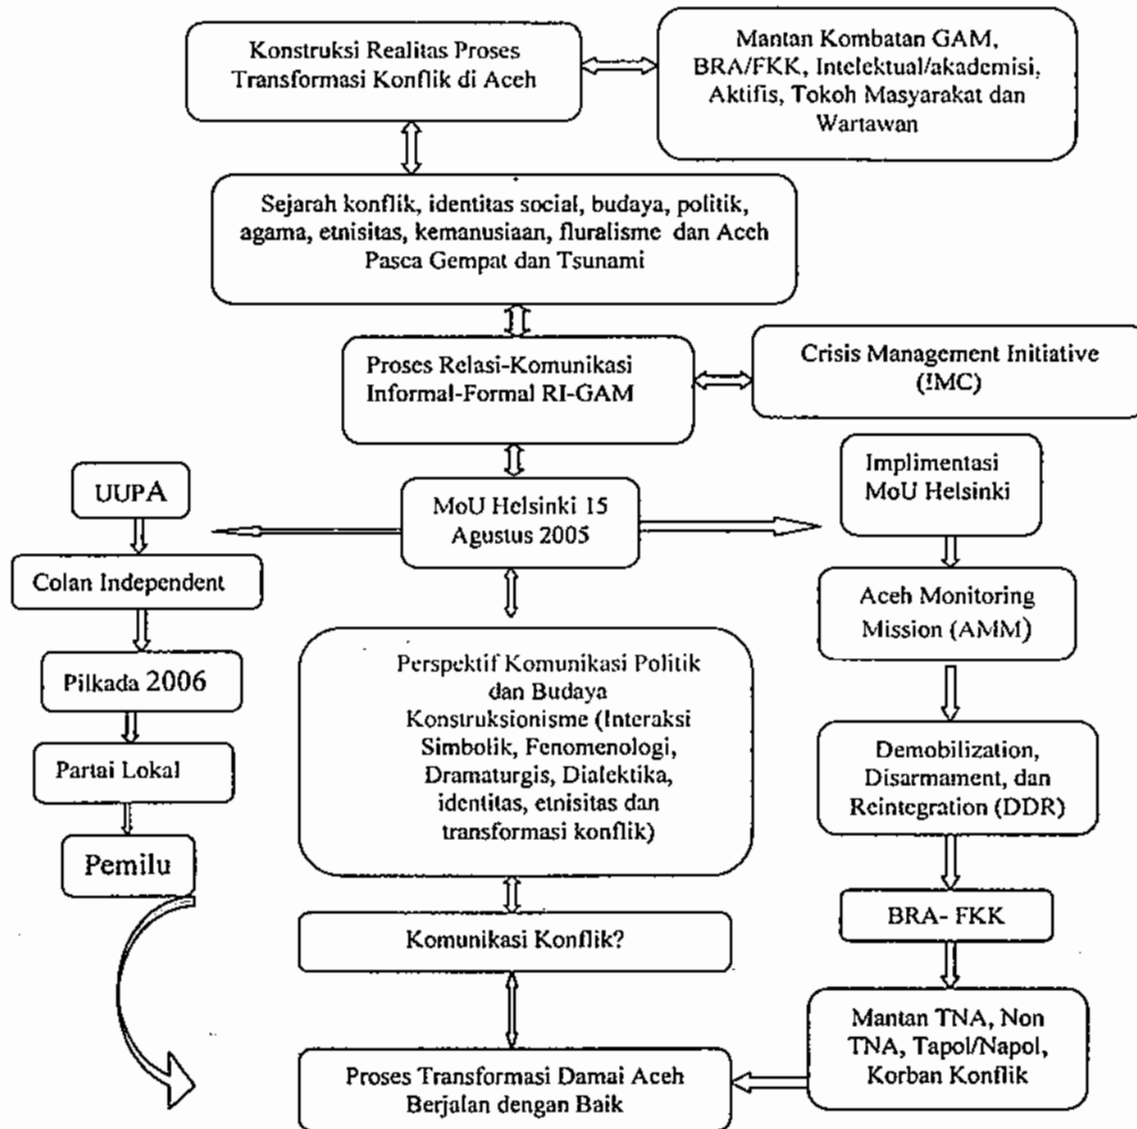 Konstruksi Realitas Proses
Transformasi Konflik di Aceh
Mantan Kombatan GAM,
BRA/FKK, Intelektual/akademisi,
Aktifis, Tokoh Masyarakat dan
Wartawan
Sejarah konflik, identitas social, budaya, politik,
agama, etnisitas, kemanusiaan, fluralisme dan Aceh
Pasca Gempat dan Tsunami
Proses Relasi-Komunikasi
Informal-Formal RI-GAM
Crisis Management Initiative
(IMC)
UUPA
Colan Independent
Pilkada 2006
Partai Lokal
Pemilu
MoU Helsinki 15
Agustus 2005
Implimentasi
MoU Helsinki
Aceh Monitoring
Mission (AMM)
Demobilization,
Disarmament, dan
Reintegration (DDR)
BRA- FKK
Mantan TNA, Non
TNA, Tapol/Napol,
Korban Konflik
Perspektif Komunikasi Politik
dan Budaya
Konstruksionisme (Interaksi
Simbolik, Fenomenologi,
Dramaturgis, Dialektika,
identitas, etnisitas dan
transformasi konflik)
Komunikasi Konflik?
Proses Transformasi Damai Aceh
Berjalan dengan Baik